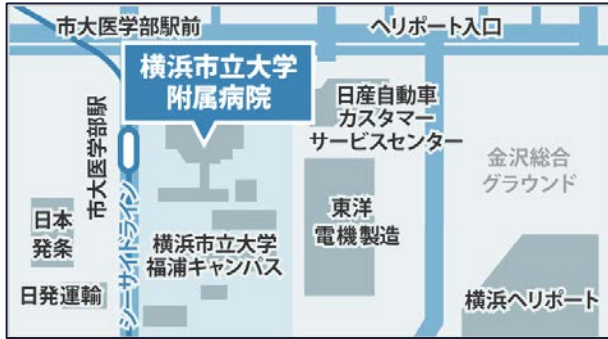 市大医学部駅前
ヘリポート入口
横浜市立大学
附属病院
日産自動車
カスタマー
サービスセンター
市大医学部駅
金沢総合
グラウンド
シーサイドライン
日本
発条
東洋
電機製造
横浜市立大学
福浦キャンパス
日発運輸
横浜ヘリポート